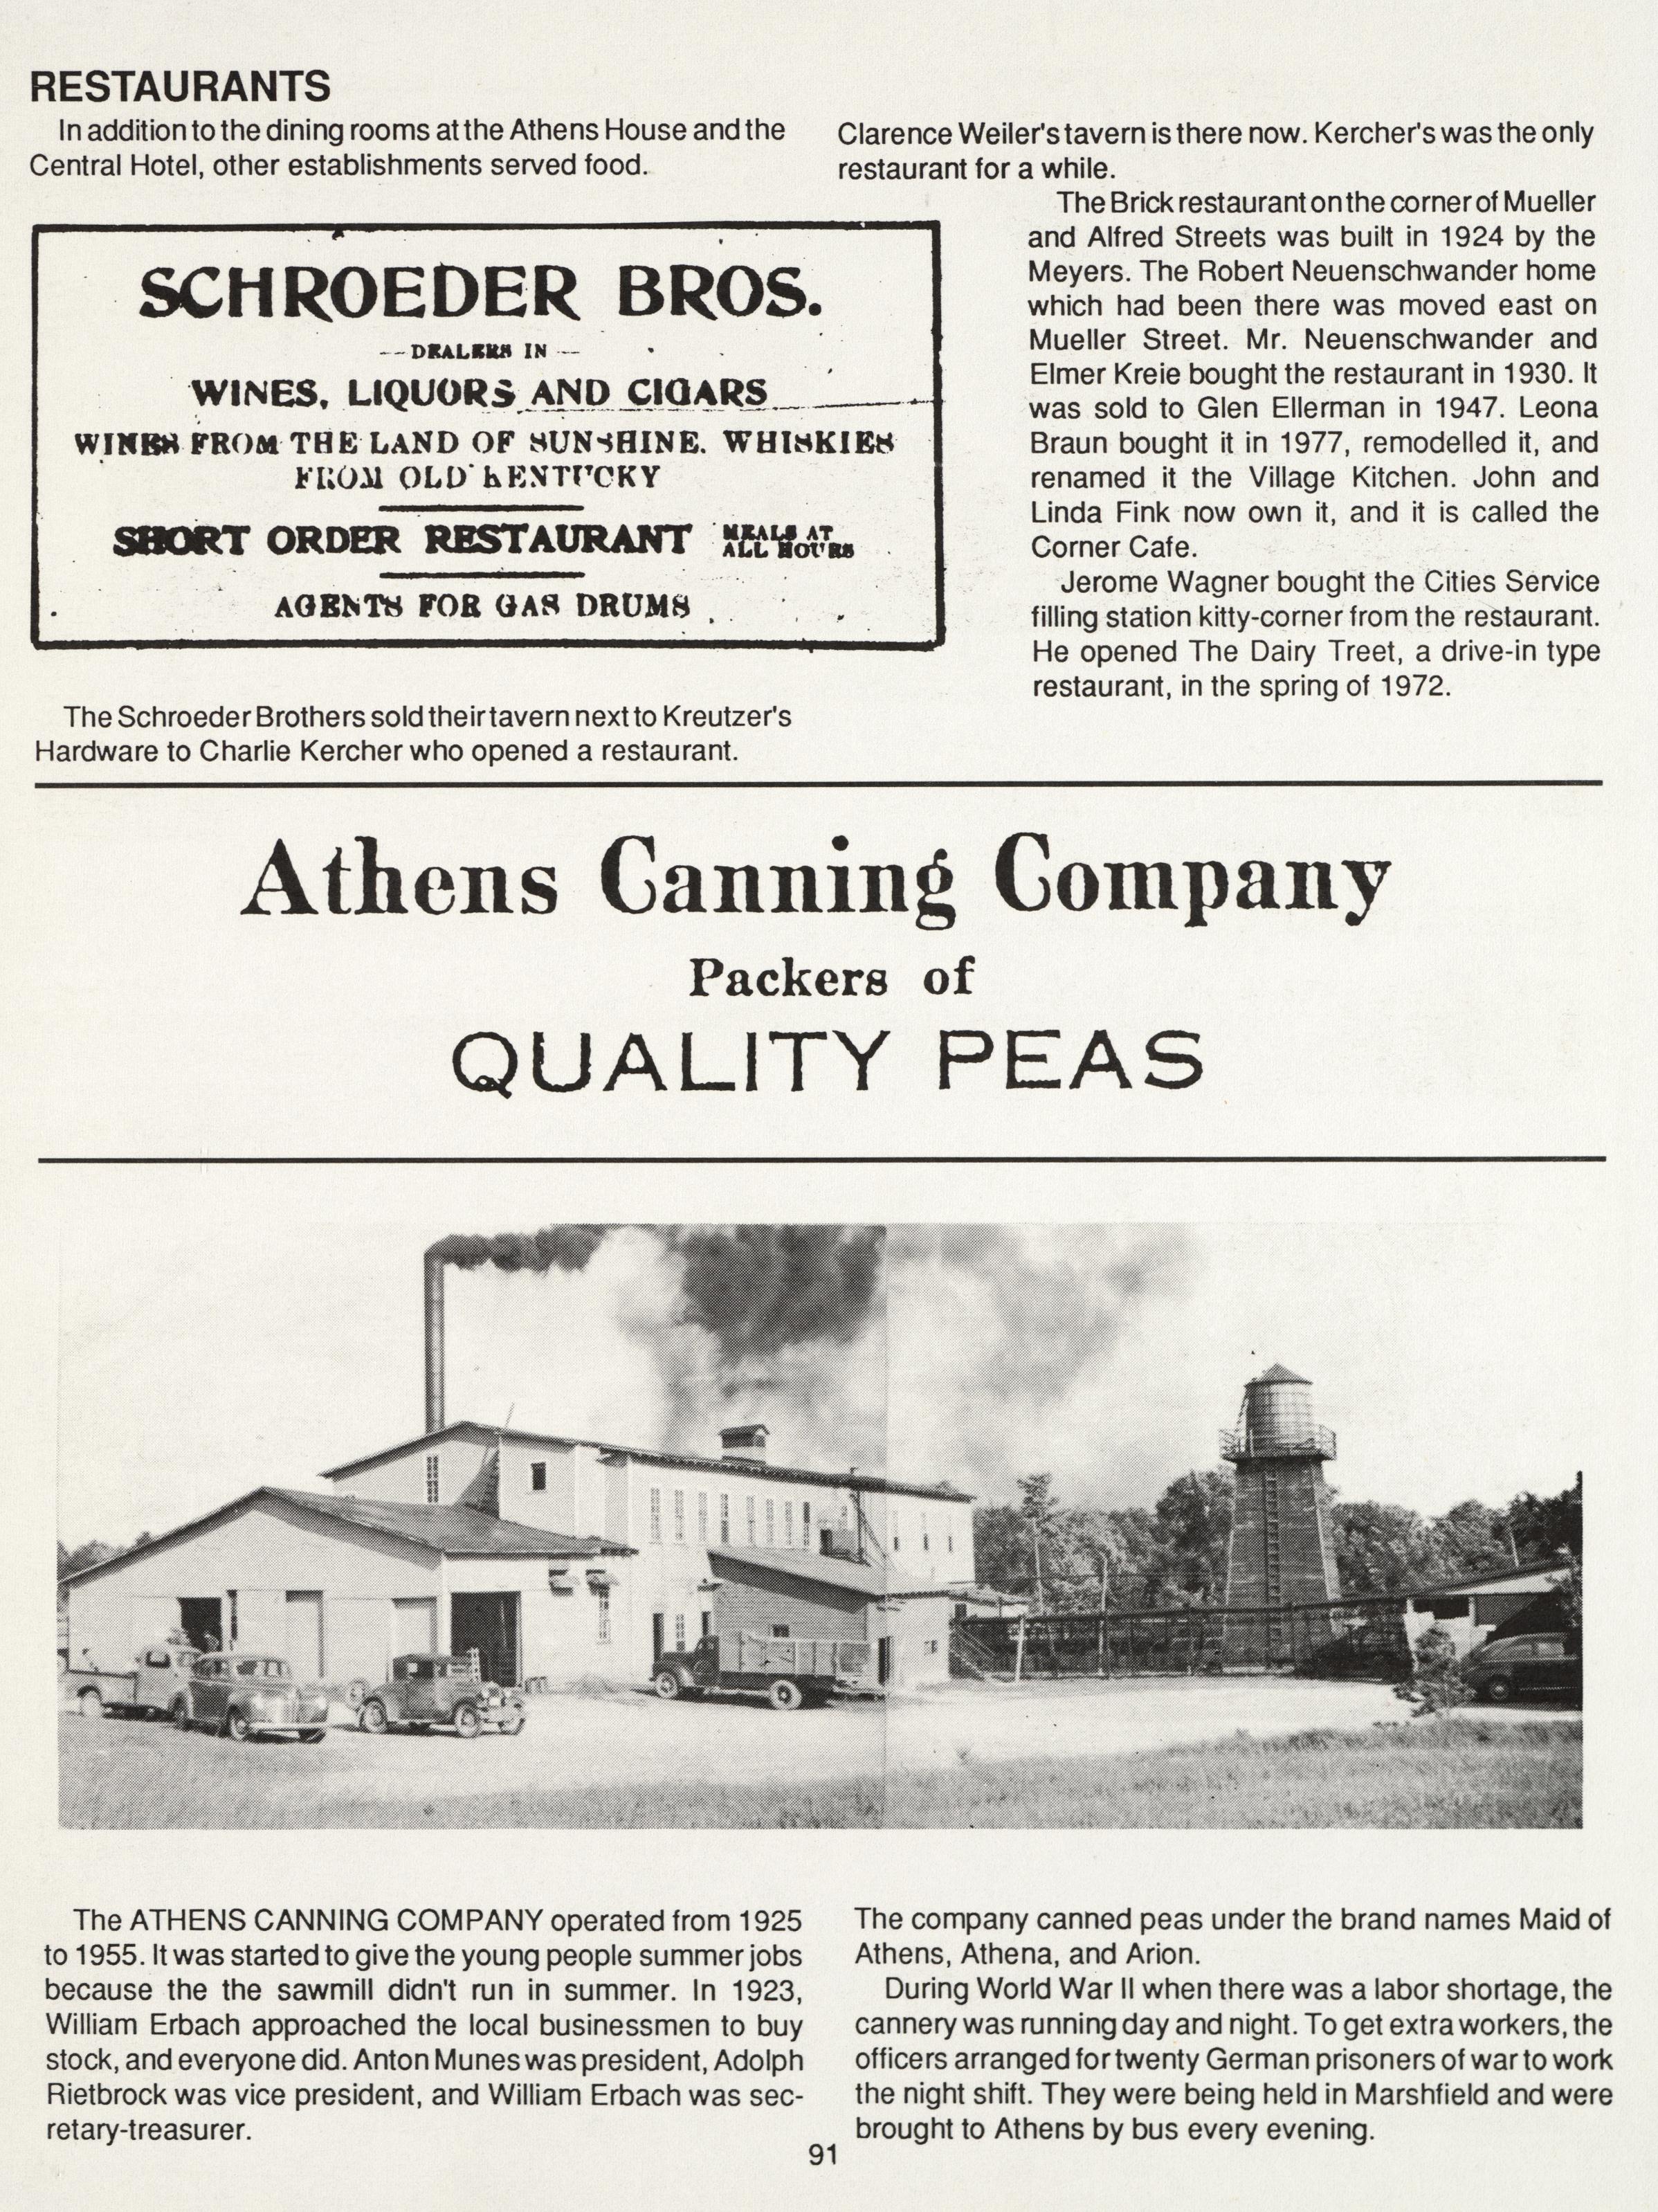 RESTAURANTS
In addition to the dining rooms at the Athens House and the
Central Hotel, other establishments served food.
SCHROEDER BROS.
--DEALERS IN--
WINES, LIQUORS AND CIGARS
WINES FROM THE LAND OF SUNSHINE. WHISKIES
FROM OLD KENTUCKY
SHORT ORDER RESTAURANT MEALS AT
ALL HOURS
AGENTS FOR GAS DRUMS
The Schroeder Brothers sold their tavern next to Kreutzer's
Hardware to Charlie Kercher who opened a restaurant.
Clarence Weiler's tavern is there now. Kercher's was the only
restaurant for a while.
The Brick restaurant on the corner of Mueller
and Alfred Streets was built in 1924 by the
Meyers. The Robert Neuenschwander home
which had been there was moved east on
Mueller Street. Mr. Neuenschwander and
Elmer Kreie bought the restaurant in 1930. It
was sold to Glen Ellerman in 1947. Leona
Braun bought it in 1977, remodelled it, and
renamed it the Village Kitchen. John and
Linda Fink now own it, and it is called the
Corner Cafe.
Jerome Wagner bought the Cities Service
filling station kitty-corner from the restaurant.
He opened The Dairy Treet, a drive-in type
restaurant, in the spring of 1972.
Athens Canning Company
Packers of
QUALITY PEAS
The ATHENS CANNING COMPANY operated from 1925
to 1955. It was started to give the young people summer jobs
because the the sawmill didn't run in summer. In 1923,
William Erbach approached the local businessmen to buy
stock, and everyone did. Anton Munes was president, Adolph
Rietbrock was vice president, and William Erbach was sec-
retary-treasurer.
The company canned peas under the brand names Maid of
Athens, Athena, and Arion.
During World War II when there was a labor shortage, the
cannery was running day and night. To get extra workers, the
officers arranged for twenty German prisoners of war to work
the night shift. They were being held in Marshfield and were
brought to Athens by bus every evening.
91